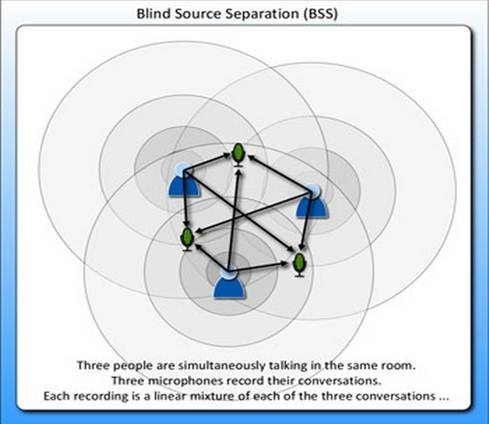 Blind Source Separation (BSS)
Three people are simultaneously talking in the same room.
Three microphones record their conversations.
Each recording is a linear mixture of each of the three conversations ...